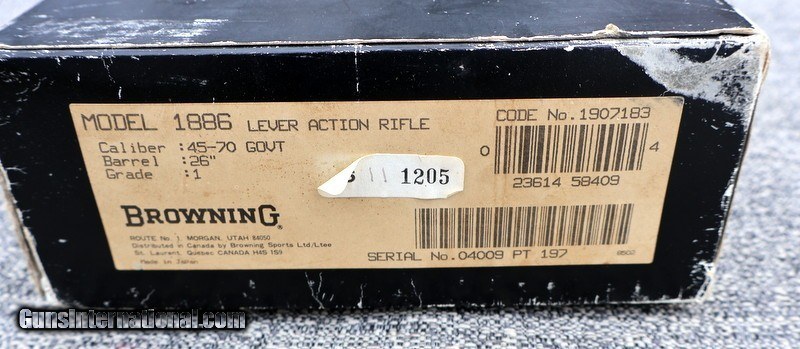 MODEL 1886 LEVER ACTION RIFLE
Caliber :45-70 GOVT
Barrel :26"
Grade :1
1205
CODE No.1907183
0 4
23614 58409
BROWNING®
ROUTE No. 1, MORGAN, UTAH 84050
Distributed in Canada by Browning Sports Ltd/Ltee
St. Laurent, Quebec CANADA H4S 1S9
Made in Japan
SERIAL No.04009 PT 197
0502
GunsInternational.com